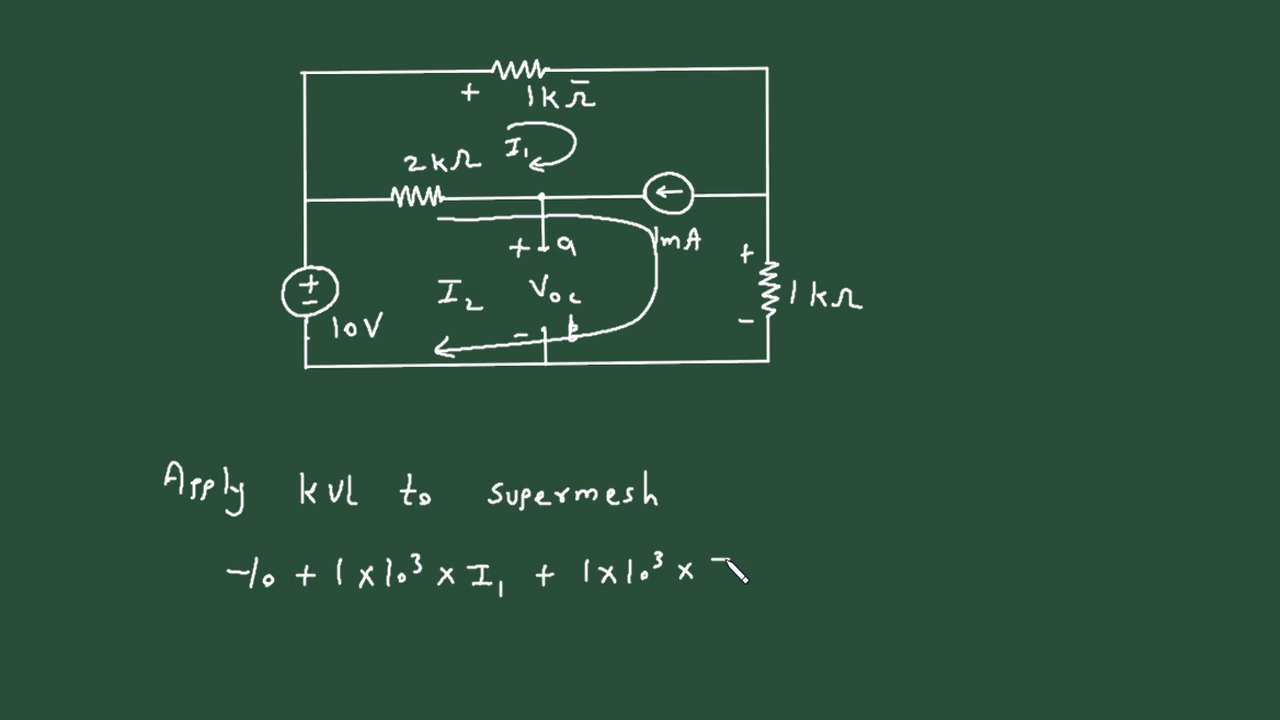 + 1kΩ -
I₁
2kΩ
+ a 1mA +
I₂ Voc 1kΩ
+
-
10V - b -
Apply kvl to supermesh
-10 + 1×10³ × I₁ + 1×10³ ×